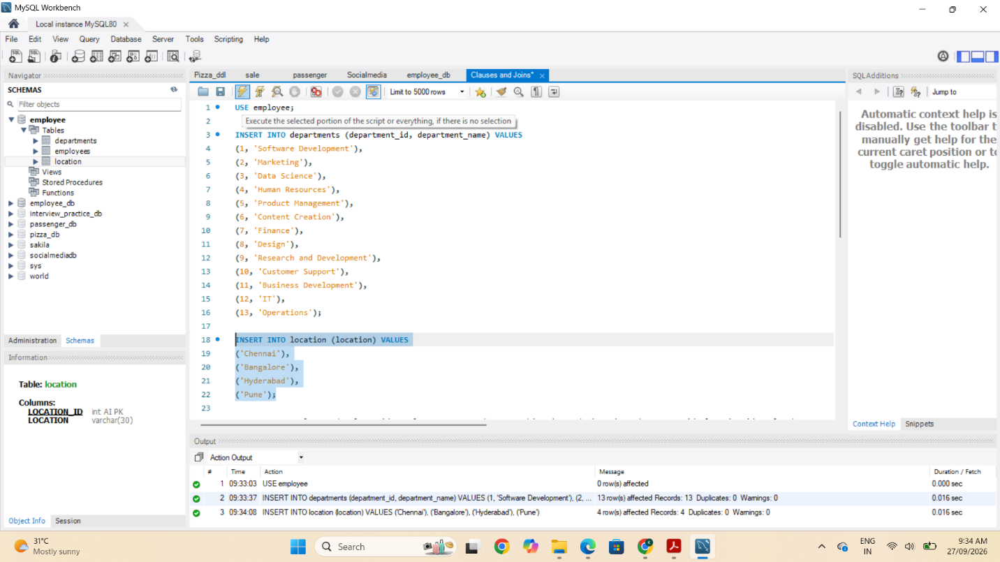 MySQL Workbench
Local instance MySQL80
File Edit View Query Database Server Tools Scripting Help
Navigator
SCHEMAS
Filter objects
employee
Tables
departments
employees
location
Views
Stored Procedures
Functions
employee_db
interview_practice_db
passenger_db
pizza_db
sakila
socialmediadb
sys
world
Administration Schemas
Information
Table: location
Columns:
LOCATION_ID int AI PK
LOCATION varchar(30)
Object Info Session
Pizza_ddl sale passenger Socialmedia employee_db Clauses and Joins*
Limit to 5000 rows
1 USE employee;
2
Execute the selected portion of the script or everything, if there is no selection
3 INSERT INTO departments (department_id, department_name) VALUES
4 (1, 'Software Development'),
5 (2, 'Marketing'),
6 (3, 'Data Science'),
7 (4, 'Human Resources'),
8 (5, 'Product Management'),
9 (6, 'Content Creation'),
10 (7, 'Finance'),
11 (8, 'Design'),
12 (9, 'Research and Development'),
13 (10, 'Customer Support'),
14 (11, 'Business Development'),
15 (12, 'IT'),
16 (13, 'Operations');
17
18 INSERT INTO location (location) VALUES
19 ('Chennai'),
20 ('Bangalore'),
21 ('Hyderabad'),
22 ('Pune');
23
SQLAdditions
Jump to
Automatic context help is
disabled. Use the toolbar t
manually get help for the
current caret position or to
toggle automatic help.
Context Help Snippets
Output
Action Output
# Time Action Message Duration / Fetch
1 09:33:03 USE employee 0 row(s) affected 0.000 sec
2 09:33:37 INSERT INTO departments (department_id, department_name) VALUES (1, 'Software Development'), (2, ... 13 row(s) affected Records: 13 Duplicates: 0 Warnings: 0 0.016 sec
3 09:34:08 INSERT INTO location (location) VALUES ('Chennai'), ('Bangalore'), ('Hyderabad'), ('Pune') 4 row(s) affected Records: 4 Duplicates: 0 Warnings: 0 0.016 sec
31°C
Mostly sunny
Search
ENG
IN
9:34 AM
27/09/2026